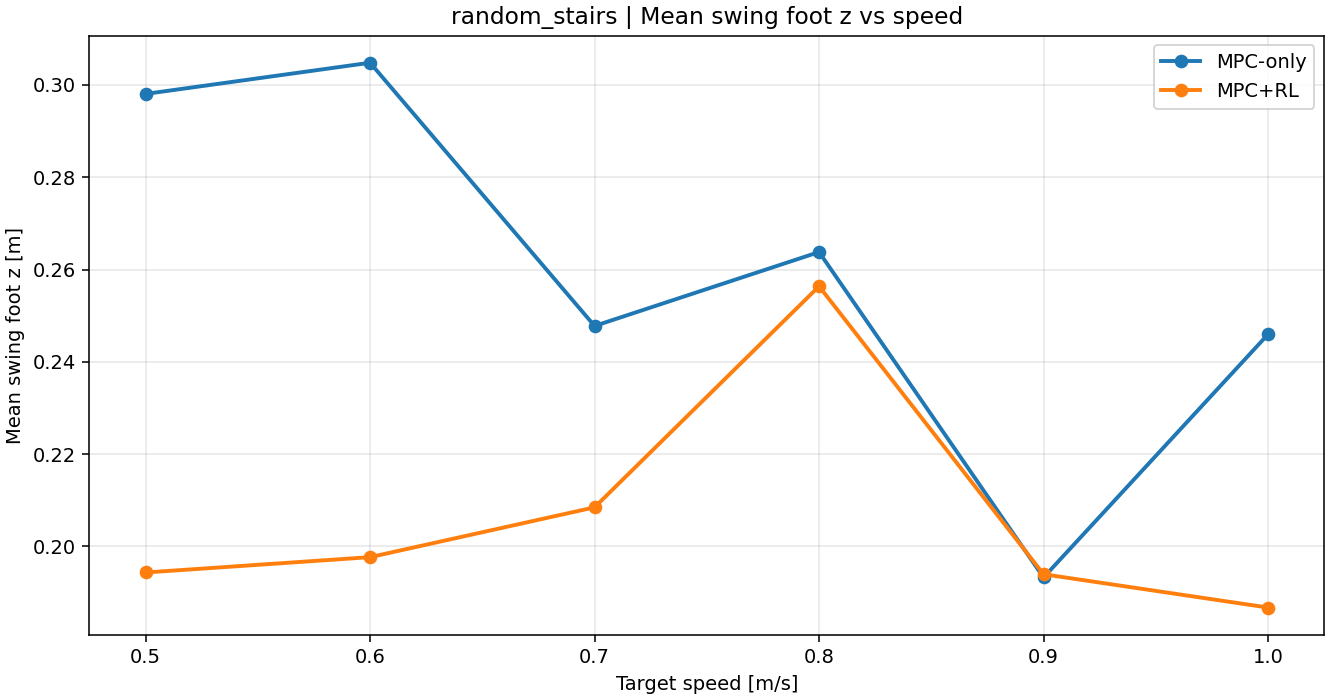 random_stairs | Mean swing foot z vs speed
MPC-only
MPC+RL
Mean swing foot z [m]
0.30
0.28
0.26
0.24
0.22
0.20
0.5 0.6 0.7 0.8 0.9 1.0
Target speed [m/s]